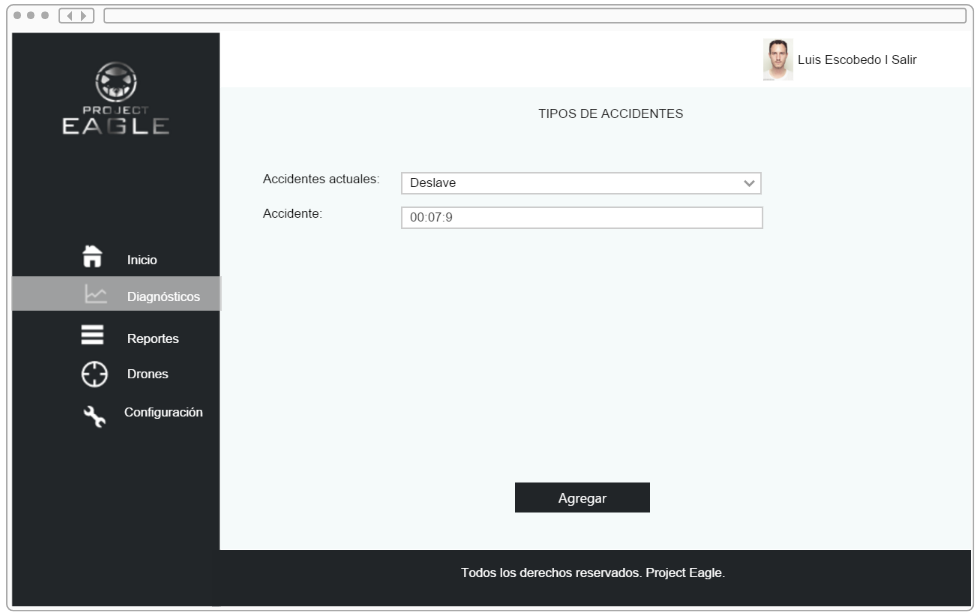 Luis Escobedo | Salir
PROJECT
EAGLE
TIPOS DE ACCIDENTES
Accidentes actuales:
Deslave
Accidente:
00:07:9
Inicio
Diagnósticos
Reportes
Drones
Configuración
Agregar
Todos los derechos reservados. Project Eagle.